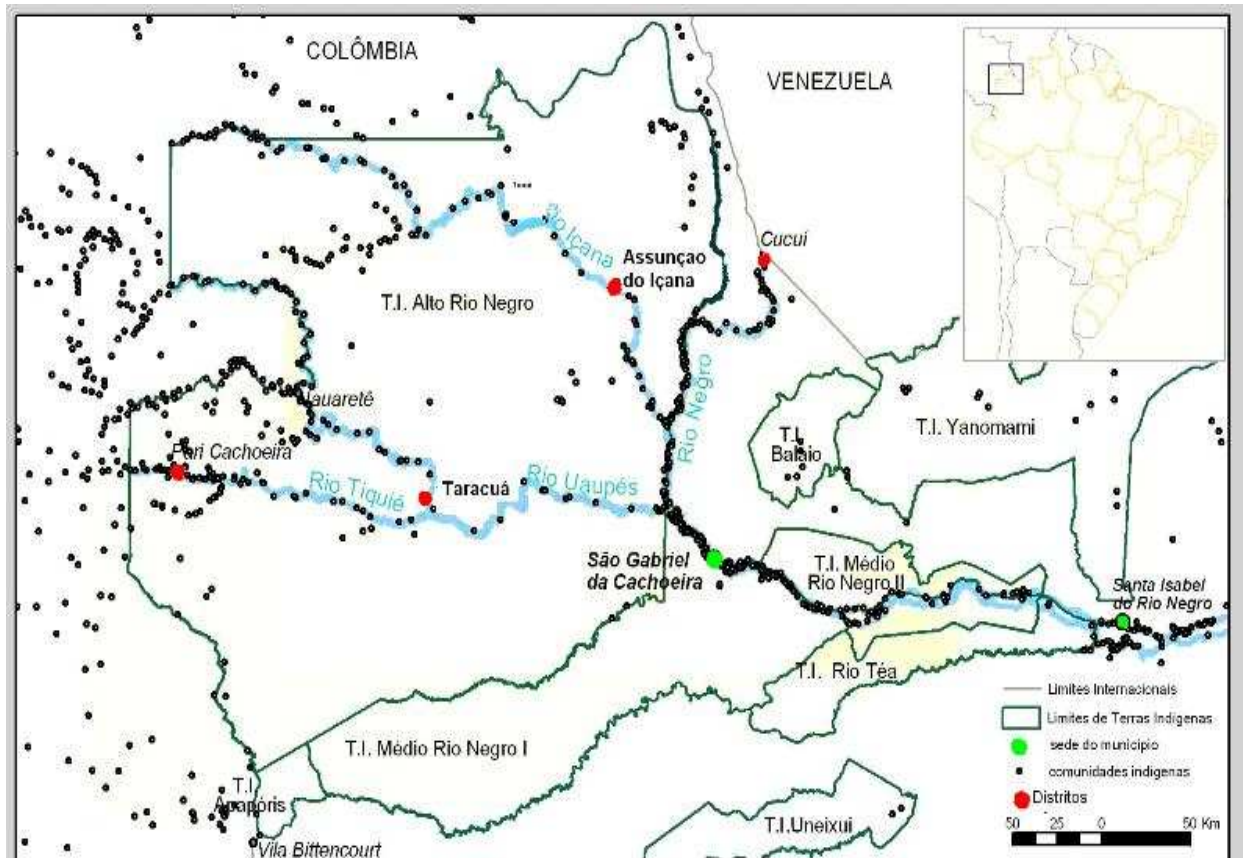 COLÔMBIA
VENEZUELA
Rio Içana
Cucuí
Assunçao
do Içana
T.I. Alto Rio Negro
Rio Negro
Iauaretê
T.I. Yanomami
T.I.
Balaio
Pari Cachoeira
Rio Tiquié
Taracuá
Rio Uaupés
São Gabriel
da Cachoeira
T.I. Médio
Rio Negro II
Santa Isabel
do Rio Negro
T.I. Rio Téa
T.I. Médio Rio Negro I
T.I
Apapóris
T.I.Uneixui
Vila Bittencourt
Limites Internacionais
Limites de Terras Indígenas
sede do município
comunidades indígenas
Distritos
50 25 0 50 Km